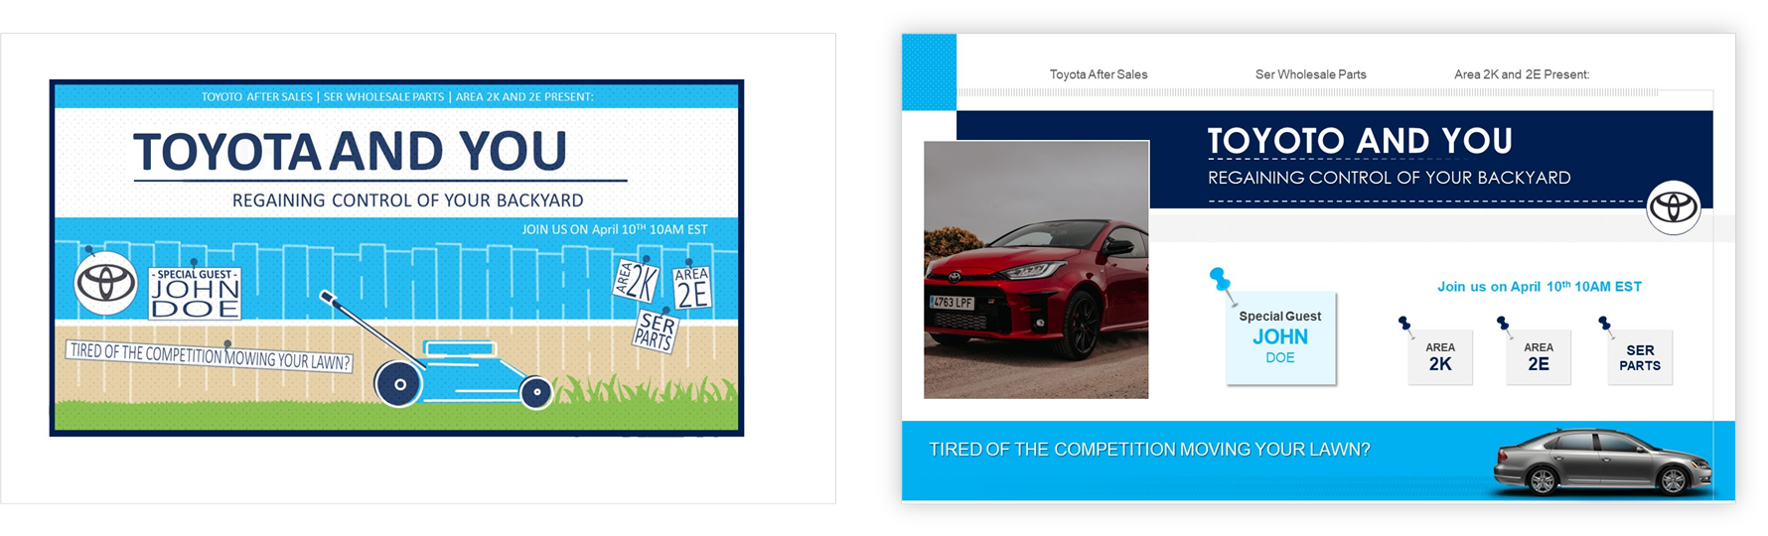 TOYOTO AFTER SALES | SER WHOLESALE PARTS | AREA 2K AND 2E PRESENT:
TOYOTA AND YOU
REGAINING CONTROL OF YOUR BACKYARD
JOIN US ON April 10TH 10AM EST
- SPECIAL GUEST -
JOHN
DOE
AREA
2K
AREA
2E
SER
PARTS
TIRED OF THE COMPETITION MOWING YOUR LAWN?
Toyota After Sales
Ser Wholesale Parts
Area 2K and 2E Present:
TOYOTO AND YOU
REGAINING CONTROL OF YOUR BACKYARD
4763 LPF
Special Guest
JOHN
DOE
Join us on April 10th 10AM EST
AREA
2K
AREA
2E
SER
PARTS
TIRED OF THE COMPETITION MOVING YOUR LAWN?